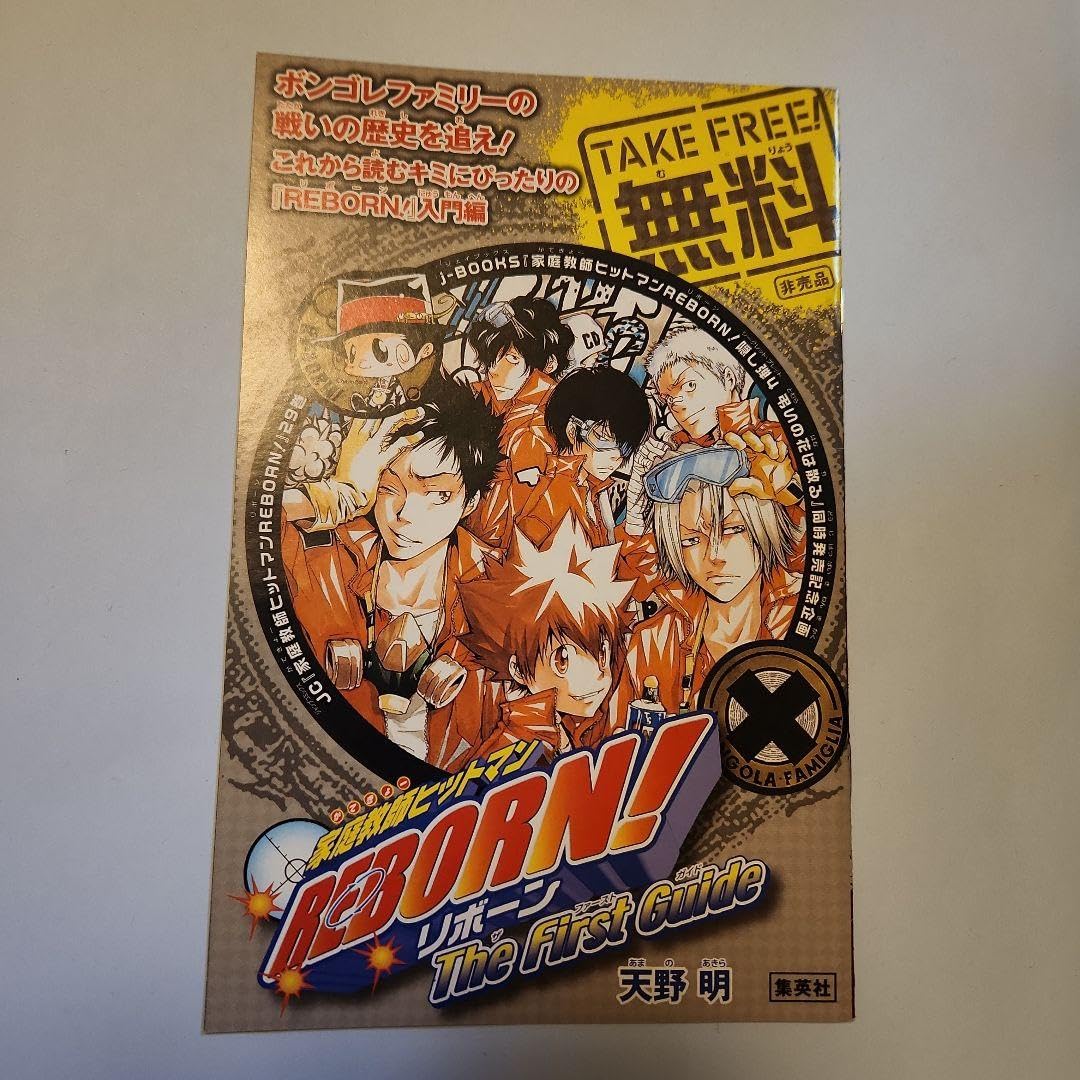 ボンゴレファミリーの
戦いの歴史を追え!
これから読むキミにぴったりの
『REBORN!』入門編
TAKE FREE!
無料
非売品
j-BOOKS『家庭教師ヒットマンREBORN! 隠し弾2 弔いの花は散る』同時発売記念企画
JC『家庭教師ヒットマンREBORN!』29巻
CD
NGOLA·FAMIGLIA
家庭教師ヒットマン
REBORN!
リボーン
The First Guide
天野 明
集英社